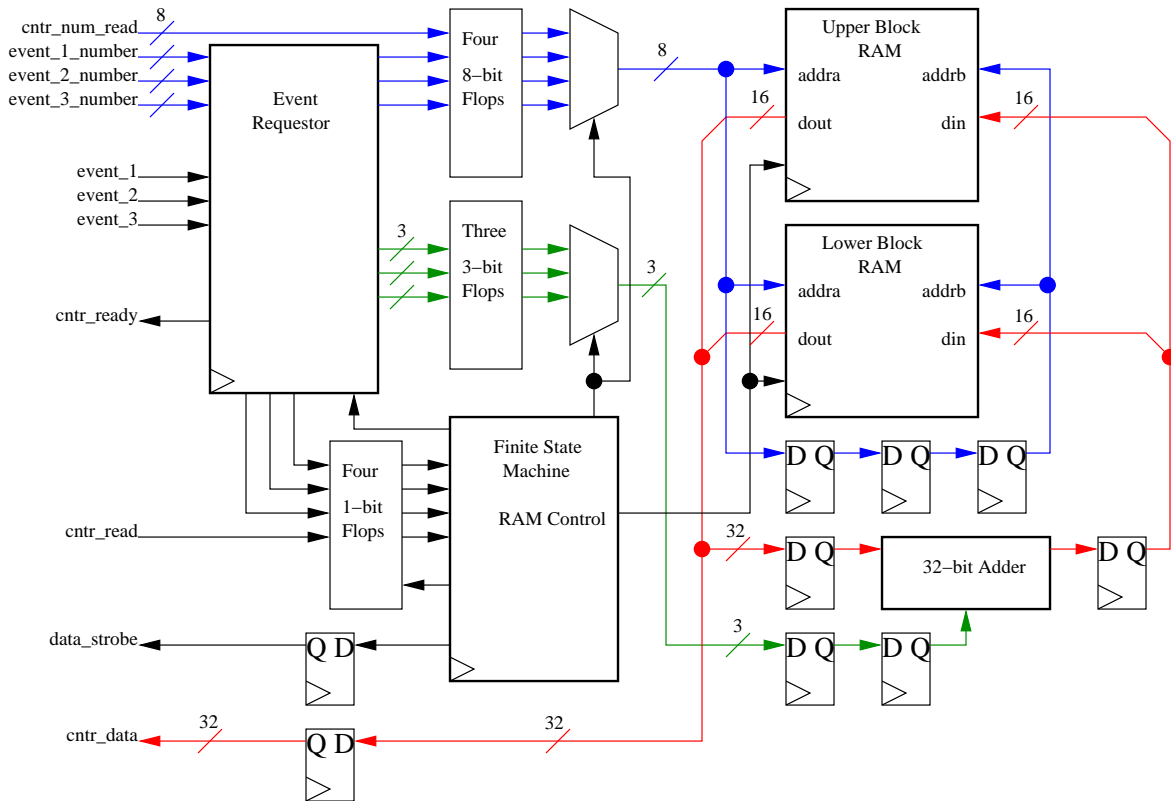 cntr_num_read
8
event_1_number
event_2_number
event_3_number
Event
Requestor
event_1
event_2
event_3
cntr_ready
Four
8−bit
Flops
8
Three
3−bit
Flops
3
3
Upper Block
RAM
addra
addrb
16
16
dout
din
Lower Block
RAM
addra
addrb
16
16
dout
din
Four
1−bit
Flops
cntr_read
Finite State
Machine
RAM Control
D Q
D Q
D Q
32
D Q
32−bit Adder
D Q
3
D Q
D Q
data_strobe
Q D
cntr_data
32
Q D
32